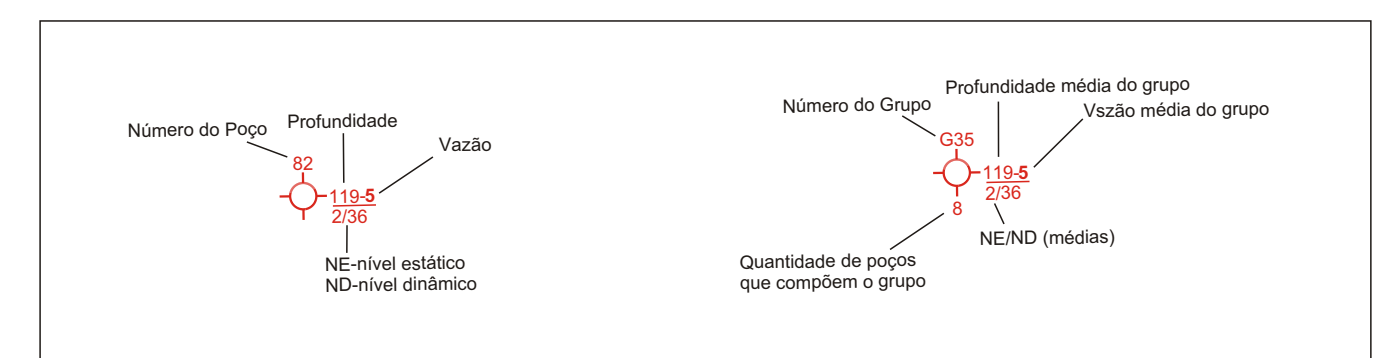 Número do Poço
Profundidade
Vazão
82
119-5
2/36
NE-nível estático
ND-nível dinâmico
Profundidade média do grupo
Número do Grupo
Vszão média do grupo
G35
119-5
2/36
8
NE/ND (médias)
Quantidade de poços
que compõem o grupo